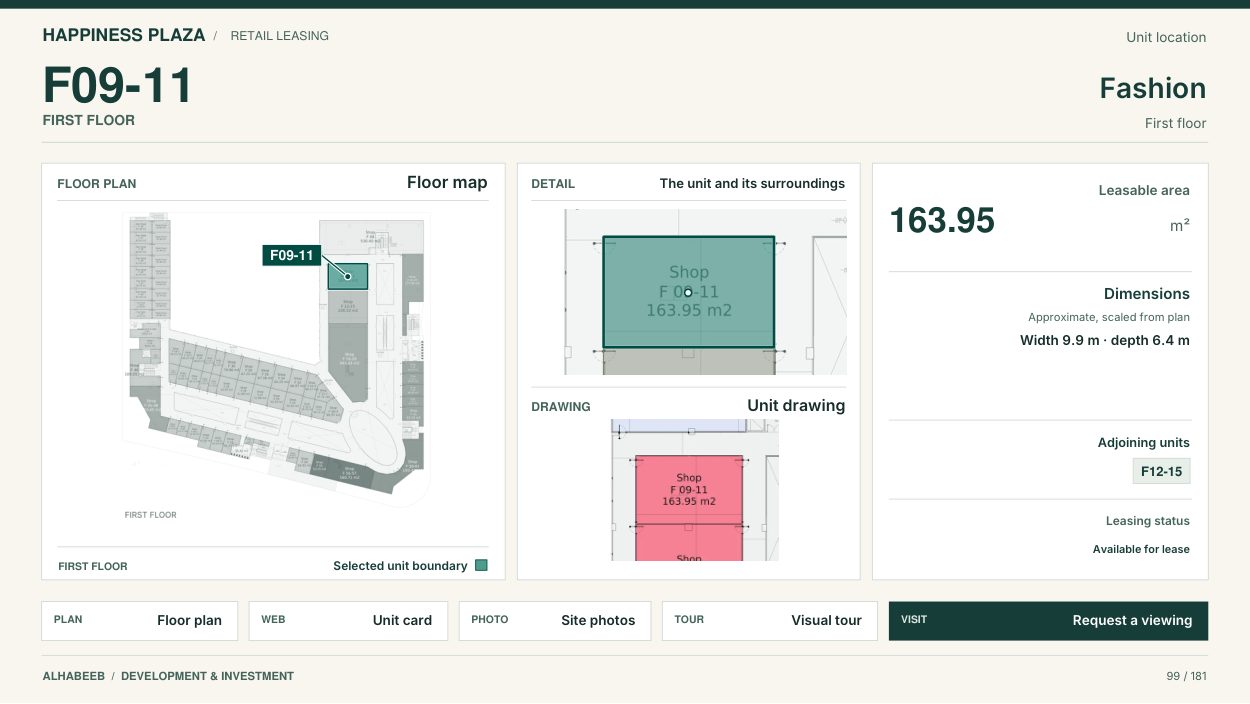 HAPPINESS PLAZA / RETAIL LEASING
Unit location
F09-11
Fashion
FIRST FLOOR
First floor
FLOOR PLAN
Floor map
F09-11
FIRST FLOOR
FIRST FLOOR
Selected unit boundary
DETAIL
The unit and its surroundings
Shop
F 09-11
163.95 m2
DRAWING
Unit drawing
Shop
F 09-11
163.95 m2
Shop
Leasable area
163.95
m²
Dimensions
Approximate, scaled from plan
Width 9.9 m · depth 6.4 m
Adjoining units
F12-15
Leasing status
Available for lease
PLAN
Floor plan
WEB
Unit card
PHOTO
Site photos
TOUR
Visual tour
VISIT
Request a viewing
ALHABEEB / DEVELOPMENT & INVESTMENT
99 / 181